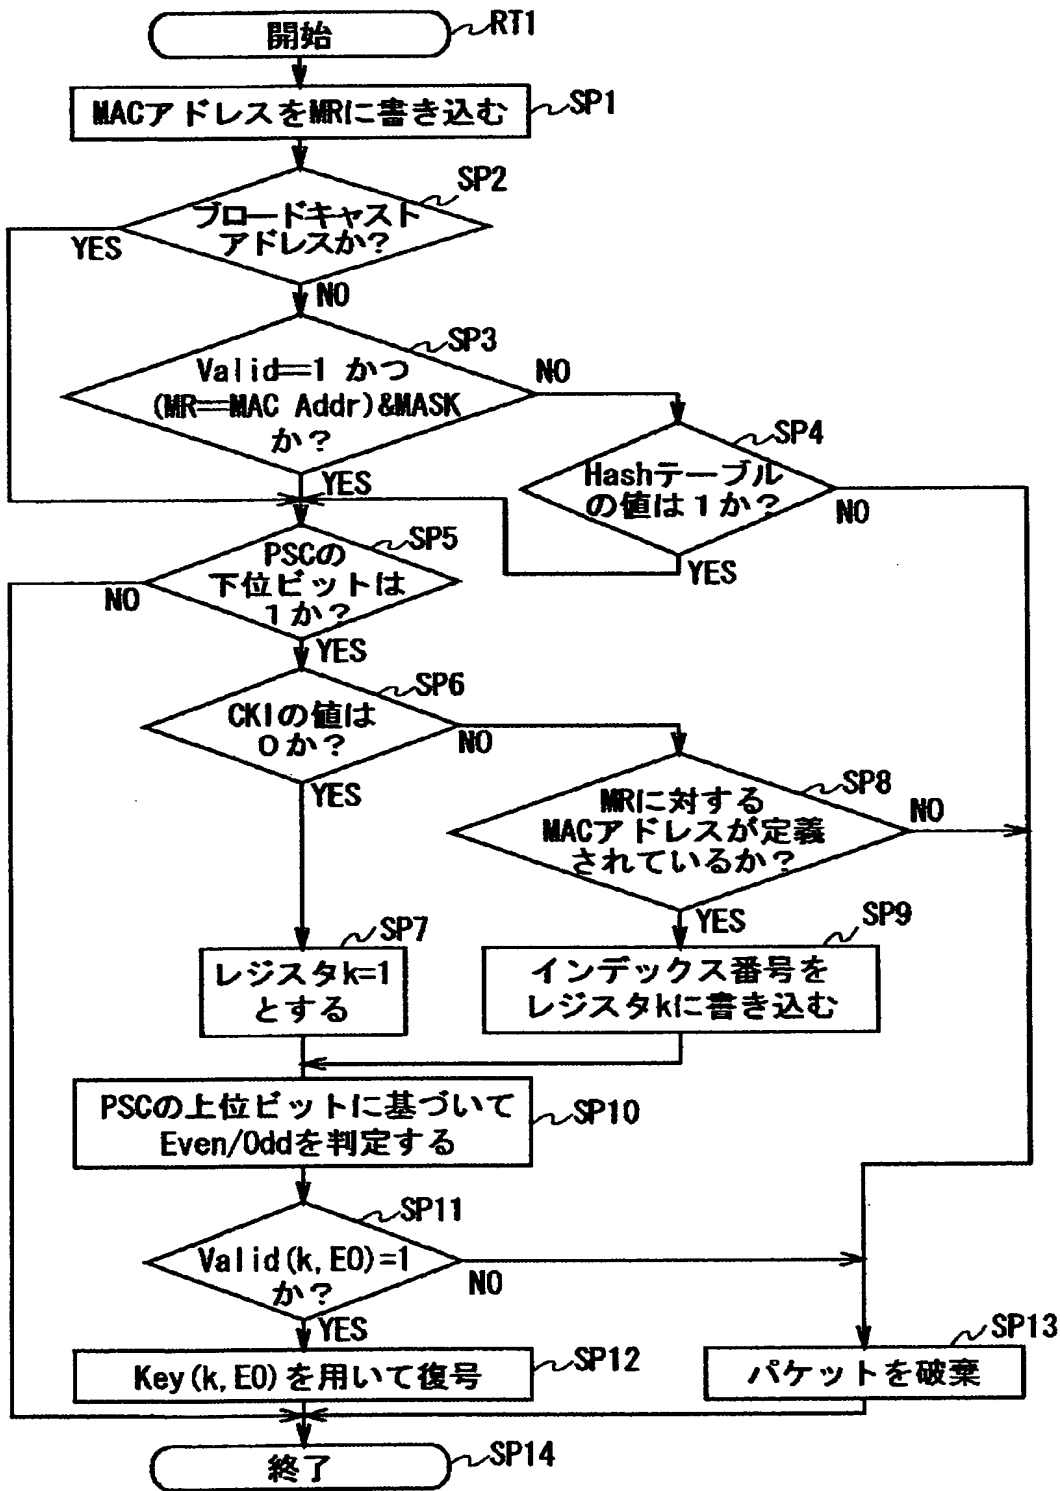 開始
RT1
MACアドレスをMRに書き込む
SP1
SP2
ブロードキャスト
アドレスか?
YES
NO
SP3
Valid==1 かつ
(MR==MAC Addr)&MASK
か?
NO
YES
SP4
Hashテーブル
の値は1か?
NO
YES
SP5
PSCの
下位ビットは
1か?
NO
YES
SP6
CKIの値は
0か?
NO
YES
SP8
MRに対する
MACアドレスが定義
されているか?
NO
YES
SP7
レジスタk=1
とする
SP9
インデックス番号を
レジスタkに書き込む
PSCの上位ビットに基づいて
Even/Oddを判定する
SP10
SP11
Valid(k,EO)=1
か?
NO
YES
Key(k,EO)を用いて復号
SP12
SP13
パケットを破棄
終了
SP14